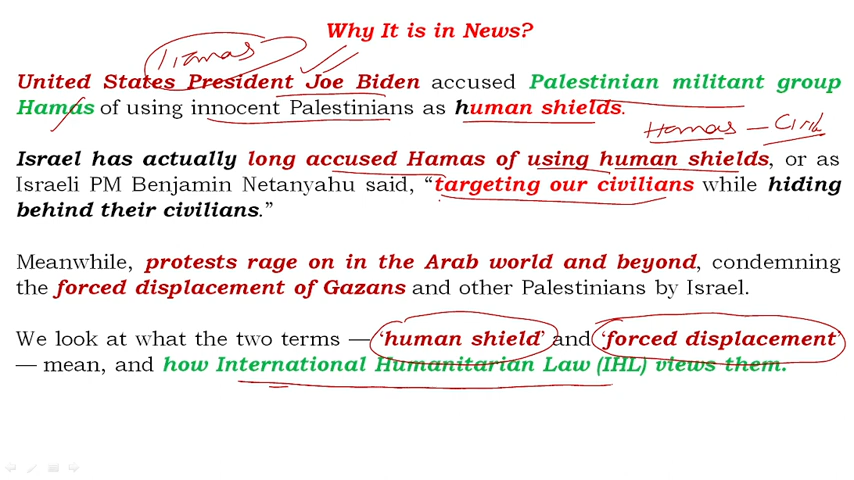 Why It is in News?
Hamas
United States President Joe Biden accused Palestinian militant group
Hamas of using innocent Palestinians as human shields.
Hamas – Civil
Israel has actually long accused Hamas of using human shields, or as
Israeli PM Benjamin Netanyahu said, “targeting our civilians while hiding
behind their civilians.”
Meanwhile, protests rage on in the Arab world and beyond, condemning
the forced displacement of Gazans and other Palestinians by Israel.
We look at what the two terms — ‘human shield’ and ‘forced displacement’
— mean, and how International Humanitarian Law (IHL) views them.